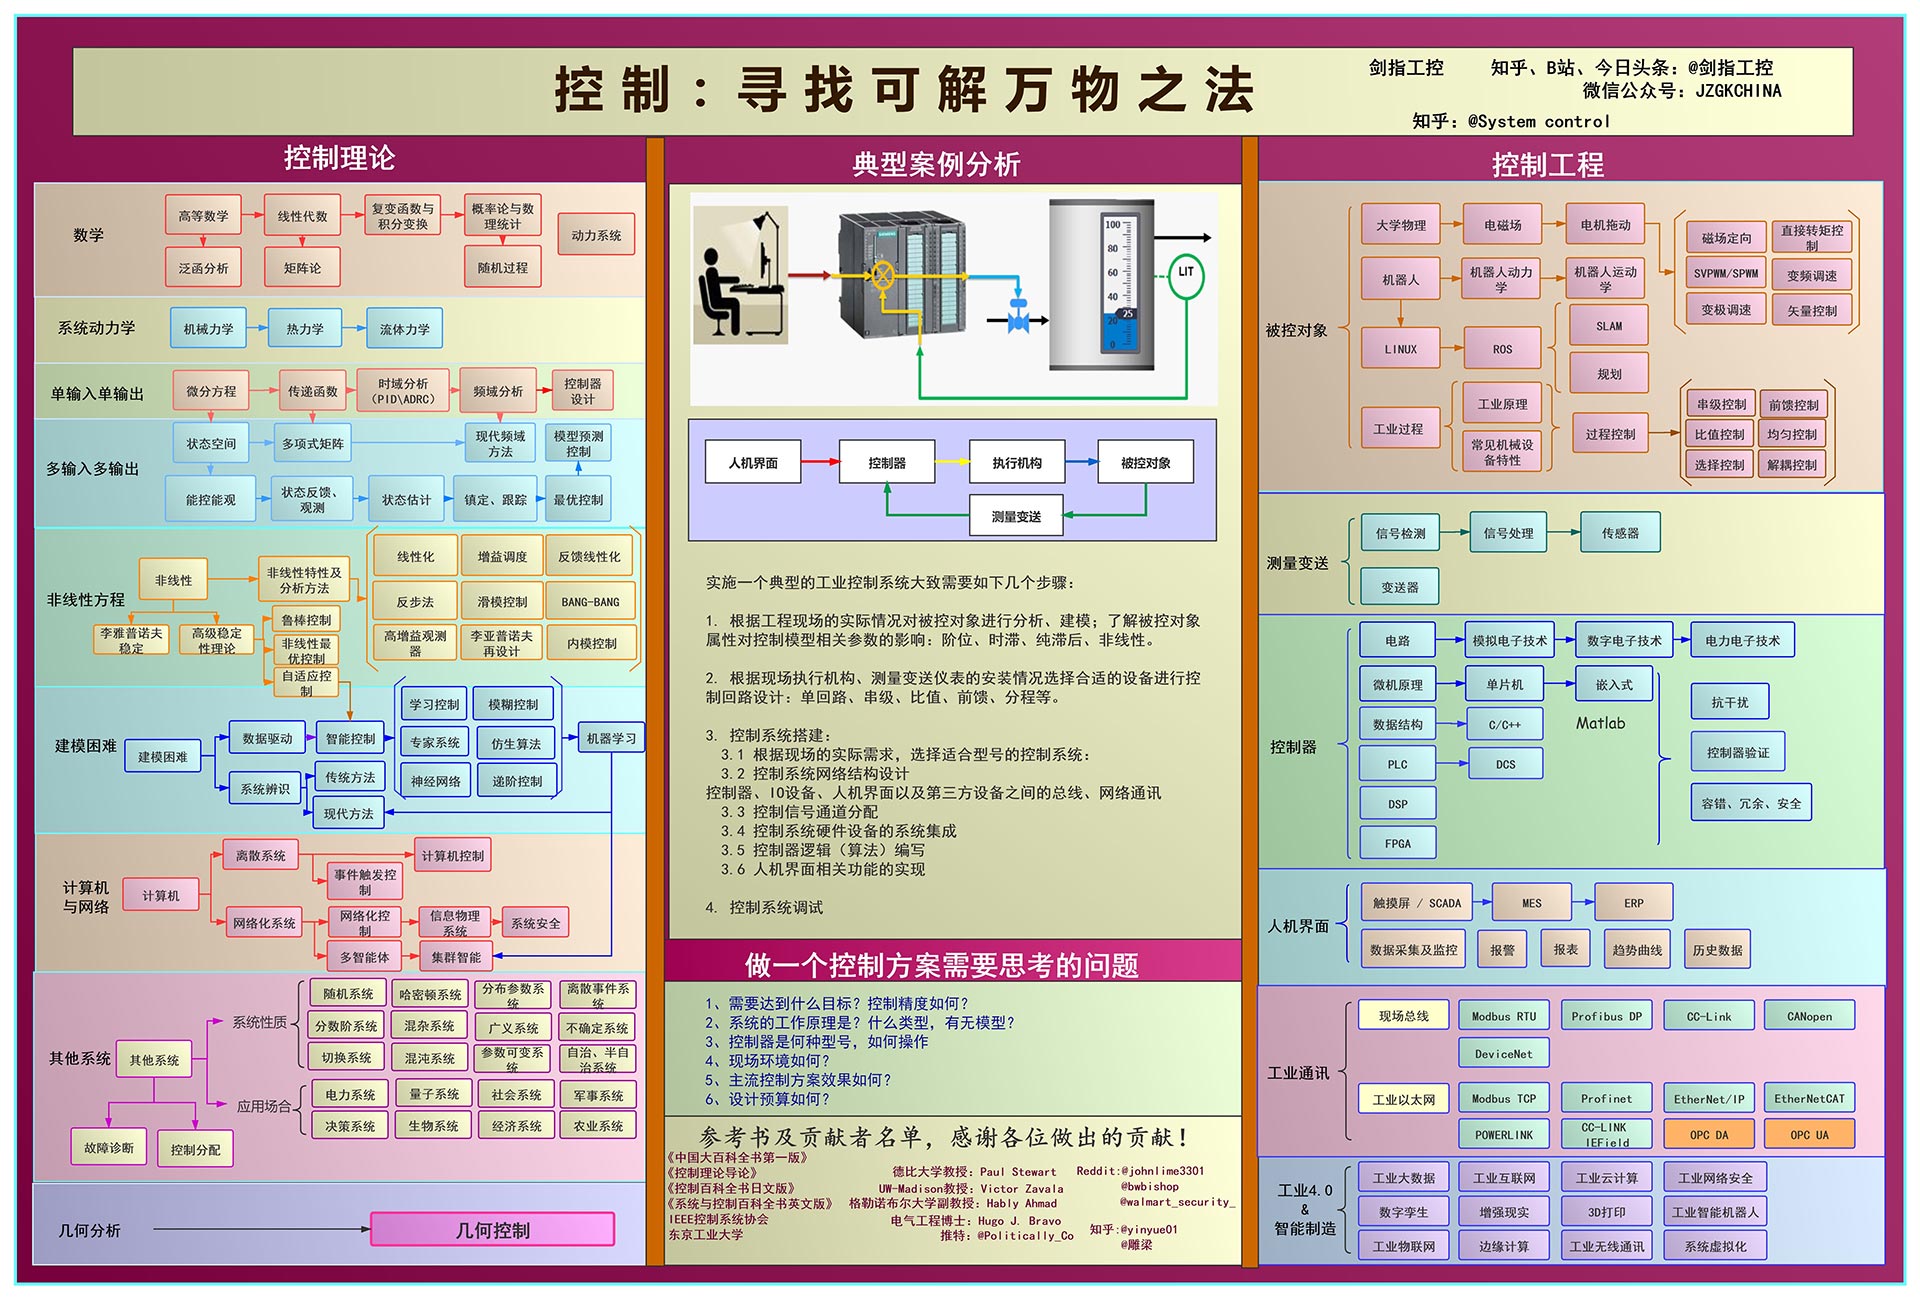 控制：寻找可解万物之法
剑指工控
知乎、B站、今日头条：@剑指工控
微信公众号：JZGKCHINA
知乎：@System control
控制理论
数学
高等数学
线性代数
复变函数与
积分变换
概率论与数
理统计
动力系统
泛函分析
矩阵论
随机过程
系统动力学
机械力学
热力学
流体力学
单输入单输出
微分方程
传递函数
时域分析
（PID\ADRC）
频域分析
控制器
设计
多输入多输出
状态空间
多项式矩阵
现代频域
方法
模型预测
控制
能控能观
状态反馈、
观测
状态估计
镇定、跟踪
最优控制
非线性方程
非线性
非线性特性及
分析方法
李雅普诺夫
稳定
高级稳定
性理论
鲁棒控制
非线性最
优控制
自适应控
制
线性化
增益调度
反馈线性化
反步法
滑模控制
BANG-BANG
高增益观测
器
李亚普诺夫
再设计
内模控制
建模困难
建模困难
数据驱动
智能控制
系统辨识
传统方法
现代方法
学习控制
模糊控制
专家系统
仿生算法
神经网络
递阶控制
机器学习
计算机
与网络
计算机
离散系统
计算机控制
事件触发控
制
网络化系统
网络化控
制
信息物理
系统
系统安全
多智能体
集群智能
其他系统
其他系统
故障诊断
控制分配
系统性质
随机系统
哈密顿系统
分布参数系
统
离散事件系
统
分数阶系统
混杂系统
广义系统
不确定系统
切换系统
混沌系统
参数可变系
统
自治、半自
治系统
应用场合
电力系统
量子系统
社会系统
军事系统
决策系统
生物系统
经济系统
农业系统
几何分析
几何控制
典型案例分析
SIEMENS
100
80
60
40
25
20
0
LIT
人机界面
控制器
执行机构
被控对象
测量变送
实施一个典型的工业控制系统大致需要如下几个步骤：
1. 根据工程现场的实际情况对被控对象进行分析、建模；了解被控对象
属性对控制模型相关参数的影响：阶位、时滞、纯滞后、非线性。
2. 根据现场执行机构、测量变送仪表的安装情况选择合适的设备进行控
制回路设计：单回路、串级、比值、前馈、分程等。
3. 控制系统搭建：
3.1 根据现场的实际需求，选择适合型号的控制系统：
3.2 控制系统网络结构设计
控制器、IO设备、人机界面以及第三方设备之间的总线、网络通讯
3.3 控制信号通道分配
3.4 控制系统硬件设备的系统集成
3.5 控制器逻辑（算法）编写
3.6 人机界面相关功能的实现
4. 控制系统调试
做一个控制方案需要思考的问题
1、需要达到什么目标？控制精度如何？
2、系统的工作原理是？什么类型，有无模型？
3、控制器是何种型号，如何操作
4、现场环境如何？
5、主流控制方案效果如何？
6、设计预算如何？
参考书及贡献者名单，感谢各位做出的贡献！
《中国大百科全书第一版》
《控制理论导论》
《控制百科全书日文版》
《系统与控制百科全书英文版》
IEEE控制系统协会
东京工业大学
德比大学教授：Paul Stewart
UW-Madison教授：Victor Zavala
格勒诺布尔大学副教授：Hably Ahmad
电气工程博士：Hugo J. Bravo
推特：@Politically_Co
Reddit:@johnlime3301
@bwbishop
@walmart_security_
知乎:@yinyue01
@雕梁
控制工程
被控对象
大学物理
电磁场
电机拖动
磁场定向
直接转矩控
制
SVPWM/SPWM
变频调速
变极调速
矢量控制
机器人
机器人动力
学
机器人运动
学
LINUX
ROS
SLAM
规划
工业过程
工业原理
常见机械设
备特性
过程控制
串级控制
前馈控制
比值控制
均匀控制
选择控制
解耦控制
测量变送
信号检测
信号处理
传感器
变送器
控制器
电路
模拟电子技术
数字电子技术
电力电子技术
微机原理
单片机
嵌入式
数据结构
C/C++
Matlab
PLC
DCS
DSP
FPGA
抗干扰
控制器验证
容错、冗余、安全
人机界面
触摸屏 / SCADA
MES
ERP
数据采集及监控
报警
报表
趋势曲线
历史数据
工业通讯
现场总线
Modbus RTU
Profibus DP
CC-Link
CANopen
DeviceNet
工业以太网
Modbus TCP
Profinet
EtherNet/IP
EtherNetCAT
POWERLINK
CC-LINK
IEField
OPC DA
OPC UA
工业4.0
&
智能制造
工业大数据
工业互联网
工业云计算
工业网络安全
数字孪生
增强现实
3D打印
工业智能机器人
工业物联网
边缘计算
工业无线通讯
系统虚拟化